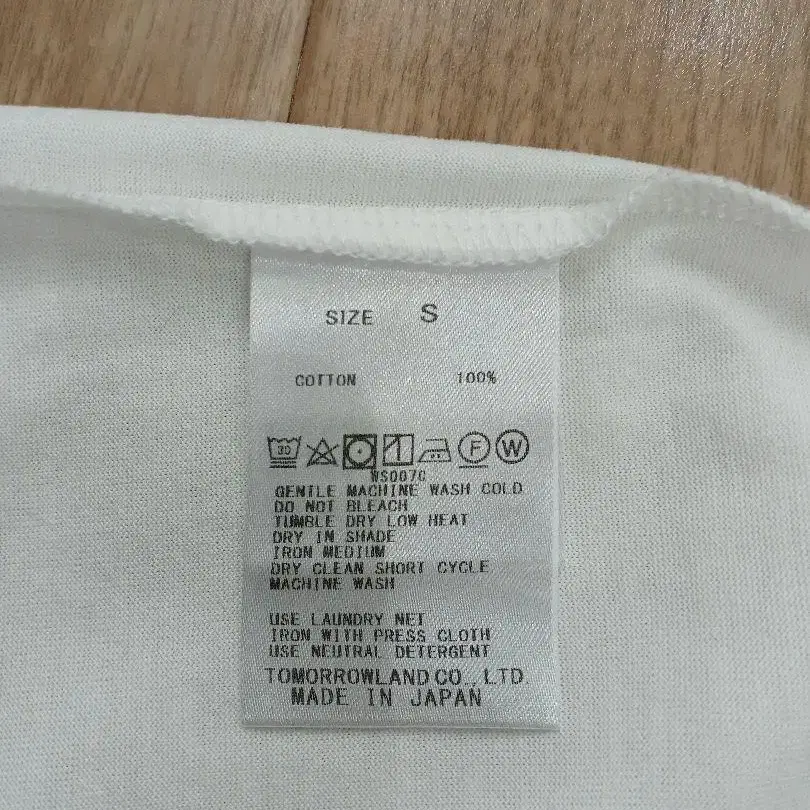 SIZE S
COTTON 100%
30 F W
WS007C
GENTLE MACHINE WASH COLD
DO NOT BLEACH
TUMBLE DRY LOW HEAT
DRY IN SHADE
IRON MEDIUM
DRY CLEAN SHORT CYCLE
MACHINE WASH
USE LAUNDRY NET
IRON WITH PRESS CLOTH
USE NEUTRAL DETERGENT
TOMORROWLAND CO., LTD.
MADE IN JAPAN